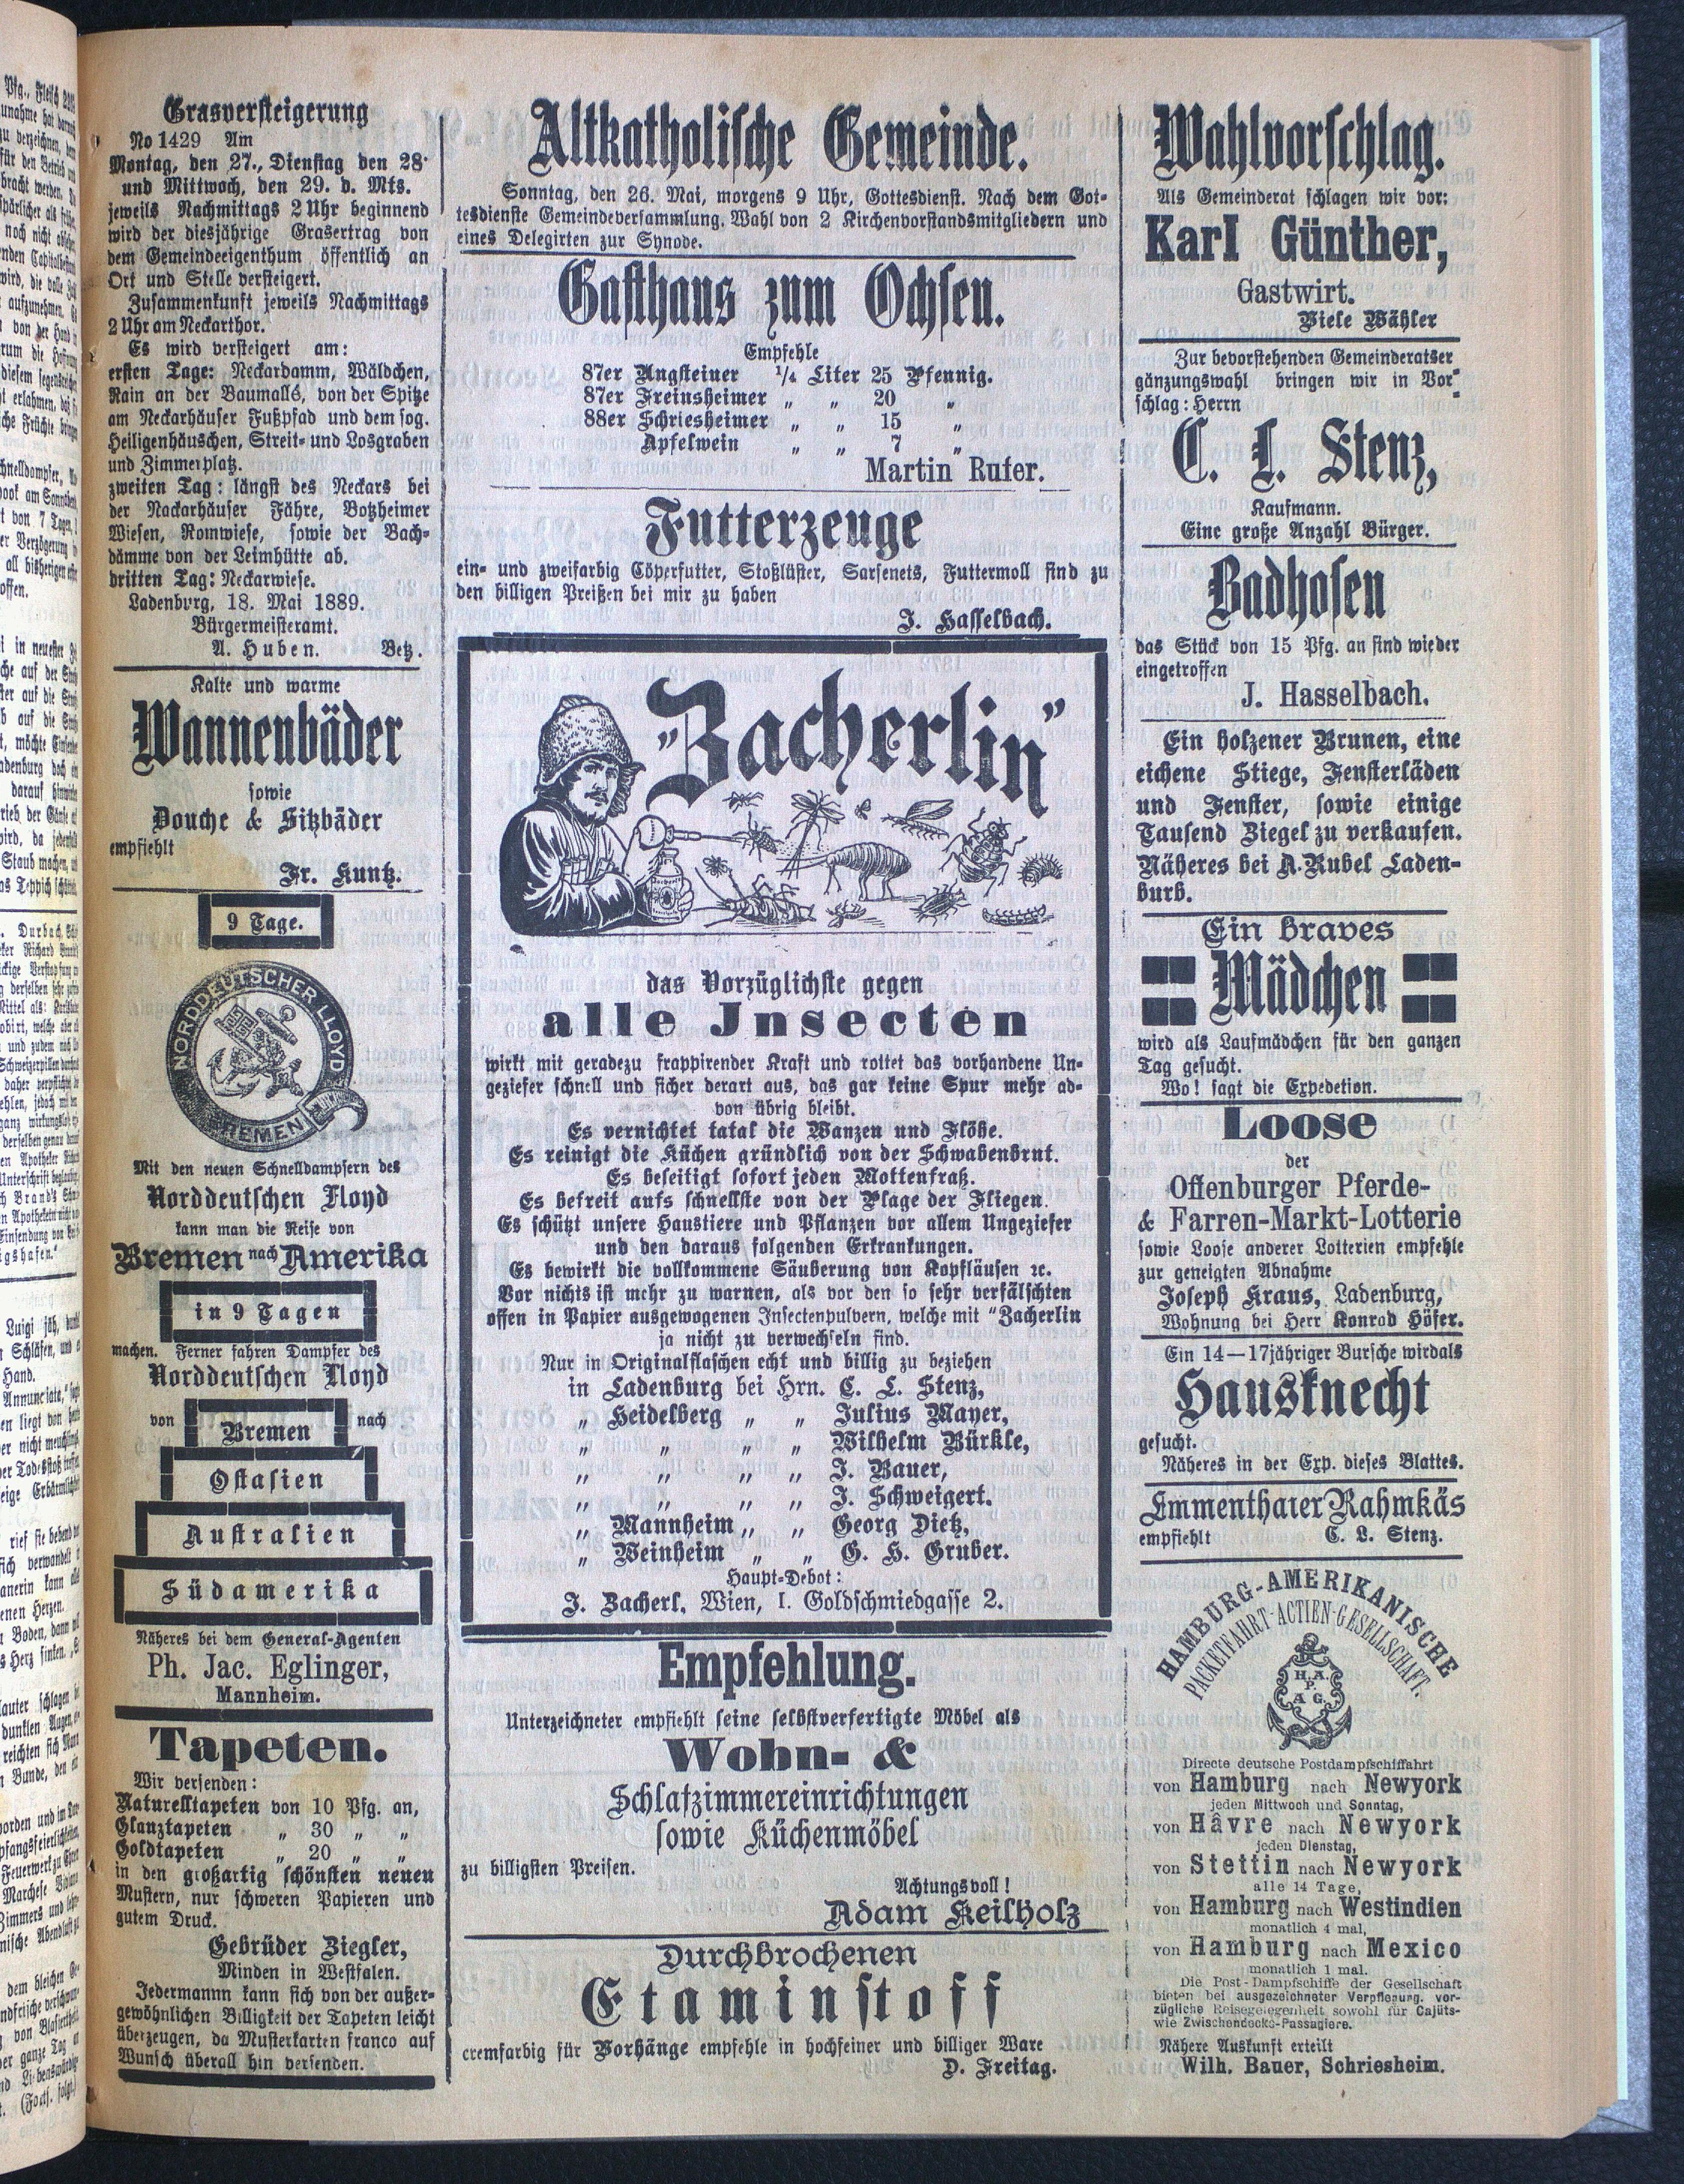 Grasversteigerung
No 1429 Am
Montag, den 27., Dienstag den 28.
und Mittwoch, den 29. d. Mts.
jeweils Nachmittags 2 Uhr beginnend
wird der diesjährige Grasertrag von
dem Gemeindeeigenthum öffentlich an
Ort und Stelle versteigert.
Zusammenkunft jeweils Nachmittags
2 Uhr am Neckarthor.
Es wird versteigert am:
ersten Tage: Neckardamm, Wäldchen,
Rain an der Baumallé, von der Spitze
am Neckarhäuser Fußpfad und dem sog.
Heiligenhäuschen, Streit- und Losgraben
und Zimmerplatz.
zweiten Tag: längst des Neckars bei
der Nackarhäuser Fähre, Botzheimer
Wiesen, Romwiese, sowie der Bach-
dämme von der Leimhütte ab.
dritten Tag: Neckarwiese.
Ladenburg, 18. Mai 1889.
Bürgermeisteramt.
A. Huben. Betz.
Kalte und warme
Wannenbäder
sowie
Douche & Sitzbäder
empfiehlt
Fr. Kuntz.
9 Tage.
NORDDEUTSCHER LLOYD
BREMEN
Mit den neuen Schnelldampfern des
Norddeutschen Lloyd
kann man die Reise von
Bremen nach Amerika
in 9 Tagen
machen. Ferner fahren Dampfer des
Norddeutschen Lloyd
von Bremen nach
Ostasien
Australien
Südamerika
Näheres bei dem General-Agenten
Ph. Jac. Eglinger,
Mannheim.
Tapeten.
Wir versenden:
Naturelltapeten von 10 Pfg. an,
Glanztapeten „ 30 „ „
Goldtapeten „ 20 „ „
in den großartig schönsten neuen
Mustern, nur schweren Papieren und
gutem Druck.
Gebrüder Ziegler,
Minden in Westfalen.
Jedermannn kann sich von der außer-
gewöhnlichen Billigkeit der Tapeten leicht
überzeugen, da Musterkarten franco auf
Wunsch überall hin versenden.
Altkatholische Gemeinde.
Sonntag, den 26. Mai, morgens 9 Uhr, Gottesdienst. Nach dem Got-
tesdienste Gemeindeversammlung. Wahl von 2 Kirchenvorstandsmitgliedern und
eines Delegirten zur Synode.
Gasthaus zum Ochsen.
Empfehle
87er Angsteiner 1/4 Liter 25 Pfennig.
87er Freinsheimer „ „ 20 „
88er Schriesheimer „ „ 15 „
Apfelwein „ „ 7 „
Martin Rufer.
Futterzeuge
ein- und zweifarbig Cöperfutter, Stoßlüster, Sarsenets, Futtermoll sind zu
den billigen Preißen bei mir zu haben
J. Hasselbach.
„Zacherlin”
das Vorzüglichste gegen
alle Jnsecten
wirkt mit geradezu frappirender Kraft und rottet das vorhandene Un-
geziefer schnell und sicher derart aus, das gar keine Spur mehr da-
von übrig bleibt.
Es vernichtet tatal die Wanzen und Flöhe.
Es reinigt die Küchen gründlich von der Schwabenbrut.
Es beseitigt sofort jeden Mottenfraß.
Es befreit aufs schnellste von der Plage der Fliegen.
Es schützt unsere Haustiere und Pflanzen vor allem Ungeziefer
und den daraus folgenden Erkrankungen.
Es bewirkt die vollkommene Säuberung von Kopfläusen ꝛc.
Vor nichts ist mehr zu warnen, als vor den so sehr verfälschten
offen in Papier ausgewogenen Insectenpulvern, welche mit “Zacherlin
ja nicht zu verwechseln sind.
Nur in Originalflaschen echt und billig zu beziehen
in Ladenburg bei Hrn. C. L. Stenz,
„ Heidelberg „ „ Julius Mayer,
„ „ „ „ Wilhelm Bürkle,
„ „ „ „ J. Bauer,
„ „ „ „ J. Schweigert.
„ Mannheim „ „ Georg Dietz,
„ Weinheim „ „ G. H. Gruber.
Haupt-Debot:
J. Zacherl, Wien, I. Goldschmiedgasse 2.
Empfehlung.
Unterzeichneter empfiehlt seine selbstverfertigte Möbel als
Wohn- &
Schlafzimmereinrichtungen
sowie Küchenmöbel
zu billigsten Preisen.
Achtungsvoll!
Adam Keilholz
Durchbrochenen
Etaminstoff
cremfarbig für Vorhänge empfehle in hochfeiner und billiger Ware
D. Freitag.
Wahlvorschlag.
Als Gemeinderat schlagen wir vor:
Karl Günther,
Gastwirt.
Viele Wähler
Zur bevorstehenden Gemeinderatser
gänzungswahl bringen wir in Vor-
schlag: Herrn
C. L. Stenz,
Kaufmann.
Eine große Anzahl Bürger.
Badhosen
das Stück von 15 Pfg. an sind wieder
eingetroffen
J. Hasselbach.
Ein holzener Brunen, eine
eichene Stiege, Fensterläden
und Fenster, sowie einige
Tausend Ziegel zu verkaufen.
Näheres bei A. Rubel Laden-
burb.
Ein braves
Mädchen
wird als Laufmädchen für den ganzen
Tag gesucht.
Wo! sagt die Expedetion.
Loose
der
Offenburger Pferde-
& Farren-Markt-Lotterie
sowie Loose anderer Lotterien empfehle
zur geneigten Abnahme
Joseph Kraus, Ladenburg,
Wohnung bei Herr Konrad Höfer.
Ein 14—17jähriger Bursche wird als
Hausknecht
gesucht.
Näheres in der Exp. dieses Blattes.
Emmenthaler Rahmkäs
empfiehlt C. L. Stenz.
HAMBURG-AMERIKANISCHE
PACKETFAHRT-ACTIEN-GESELLSCHAFT.
H. A.
P.
A. G.
Directe deutsche Postdampfschiffahrt
von Hamburg nach Newyork
jeden Mittwoch und Sonntag,
von Hâvre nach Newyork
jeden Dienstag,
von Stettin nach Newyork
alle 14 Tage,
von Hamburg nach Westindien
monatlich 4 mal,
von Hamburg nach Mexico
monatlich 1 mal.
Die Post-Dampfschiffe der Gesellschaft
bieten bei ausgezeichneter Verpflegung, vor-
zügliche Reisegelegenheit sowohl für Cajüts-
wie Zwischendecks-Passagiere.
Nähere Auskunft erteilt
Wilh. Bauer, Schriesheim.